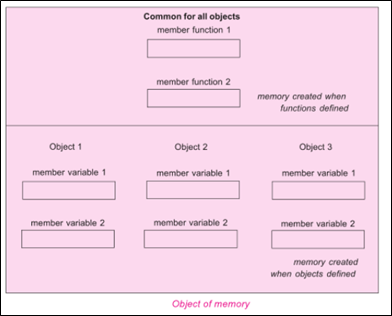 Common for all objects
member function 1
member function 2
memory created when
functions defined
Object 1 Object 2 Object 3
member variable 1 member variable 1 member variable 1
member variable 2 member variable 2 member variable 2
memory created
when objects defined
Object of memory